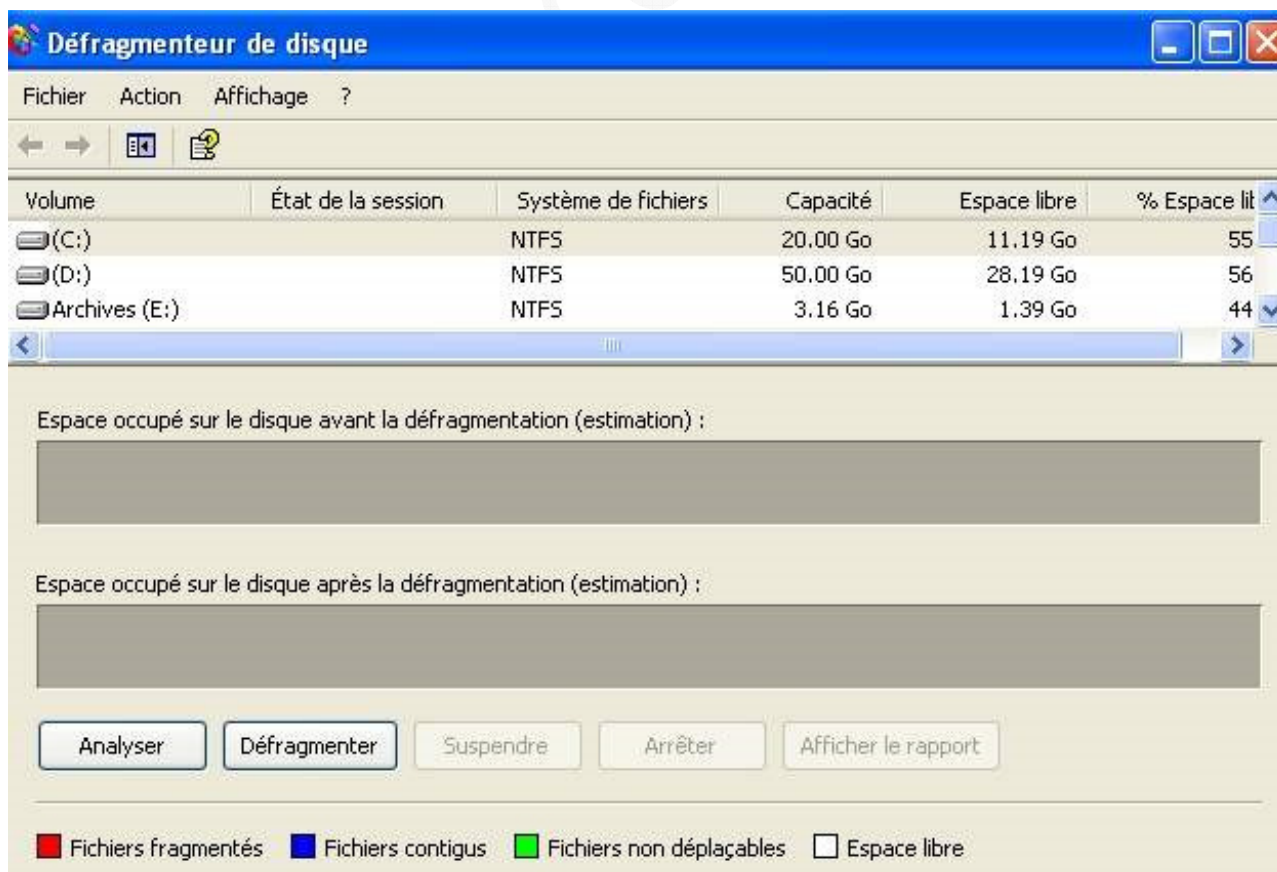 Défragmenteur de disque
Fichier Action Affichage ?
Volume État de la session Système de fichiers Capacité Espace libre % Espace lib
(C:) NTFS 20.00 Go 11.19 Go 55
(D:) NTFS 50.00 Go 28.19 Go 56
Archives (E:) NTFS 3.16 Go 1.39 Go 44
Espace occupé sur le disque avant la défragmentation (estimation) :
Espace occupé sur le disque après la défragmentation (estimation) :
Analyser Défragmenter Suspendre Arrêter Afficher le rapport
Fichiers fragmentés Fichiers contigus Fichiers non déplaçables Espace libre